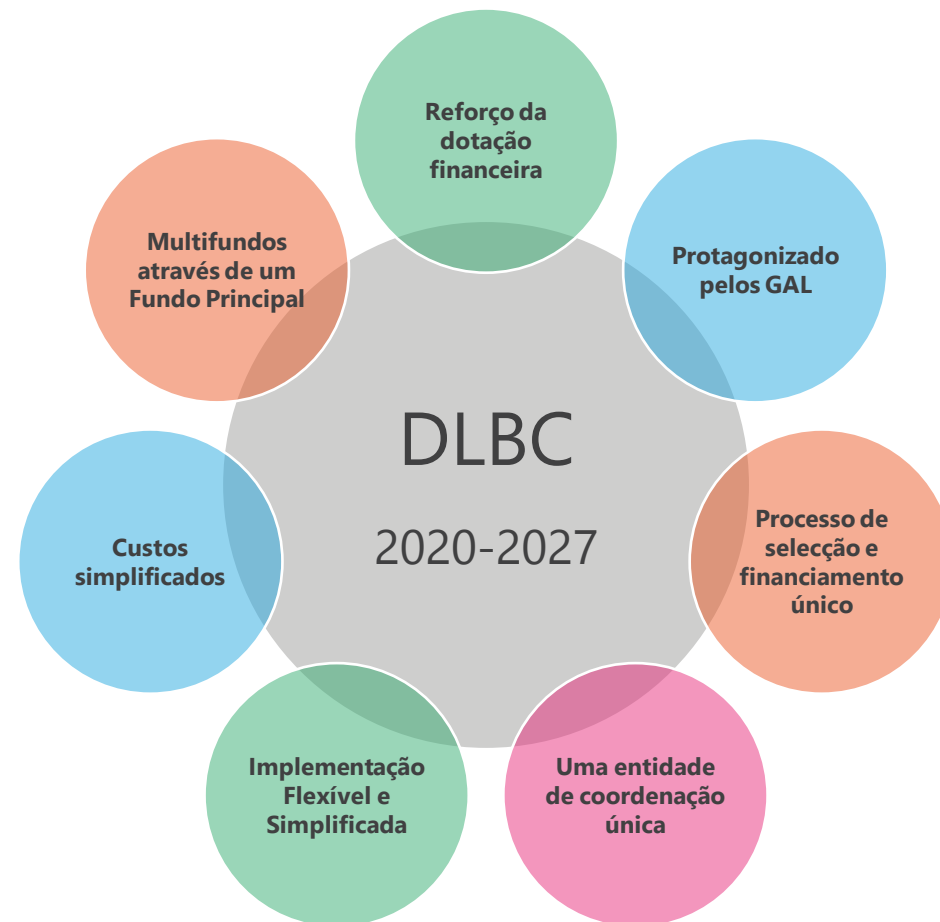 Reforço da
dotação
financeira
Protagonizado
pelos GAL
Processo de
selecção e
financiamento
único
Uma entidade
de coordenação
única
Implementação
Flexível e
Simplificada
Custos
simplificados
Multifundos
através de um
Fundo Principal
DLBC
2020-2027